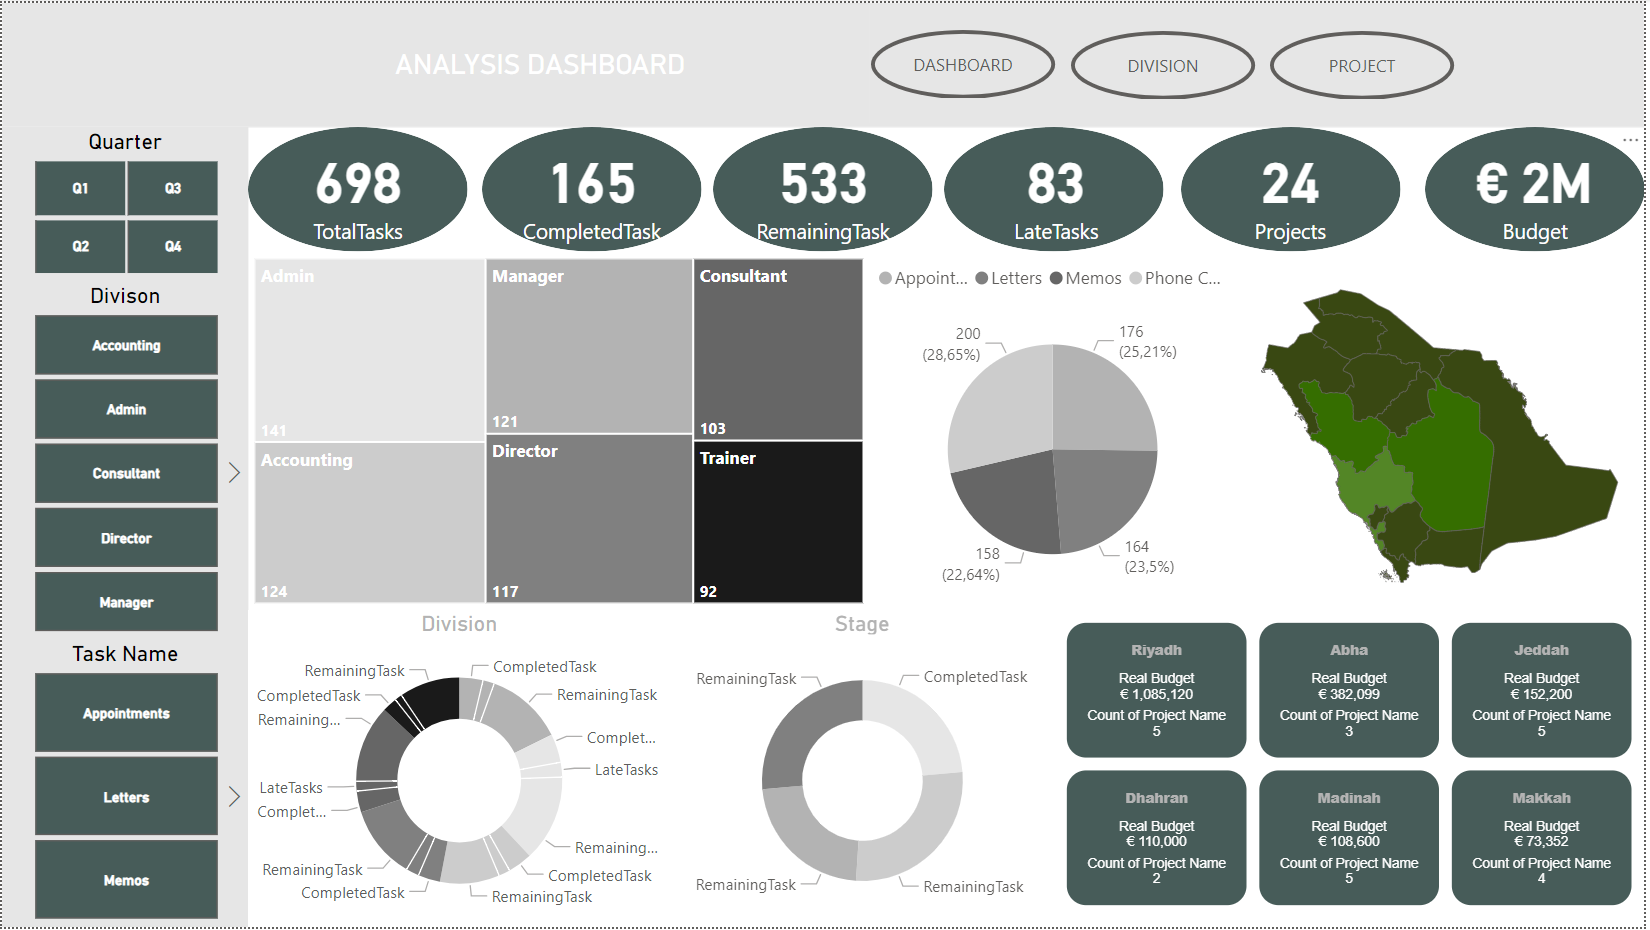 ANALYSIS DASHBOARD
DASHBOARD
DIVISION
PROJECT
Quarter
Q1
Q3
Q2
Q4
Divison
Accounting
Admin
Consultant
Director
Manager
Task Name
Appointments
Letters
Memos
698
TotalTasks
165
CompletedTask
533
RemainingTask
83
LateTasks
24
Projects
€ 2M
Budget
Admin
141
Manager
121
Consultant
103
Accounting
124
Director
117
Trainer
92
Appoint...
Letters
Memos
Phone C...
200
(28,65%)
176
(25,21%)
158
(22,64%)
164
(23,5%)
Division
RemainingTask
CompletedTask
CompletedTask
RemainingTask
Remaining...
Complet...
LateTasks
LateTasks
Complet...
Remaining...
RemainingTask
CompletedTask
CompletedTask
RemainingTask
Stage
RemainingTask
CompletedTask
RemainingTask
RemainingTask
Riyadh
Real Budget
€ 1,085,120
Count of Project Name
5
Abha
Real Budget
€ 382,099
Count of Project Name
3
Jeddah
Real Budget
€ 152,200
Count of Project Name
5
Dhahran
Real Budget
€ 110,000
Count of Project Name
2
Madinah
Real Budget
€ 108,600
Count of Project Name
5
Makkah
Real Budget
€ 73,352
Count of Project Name
4